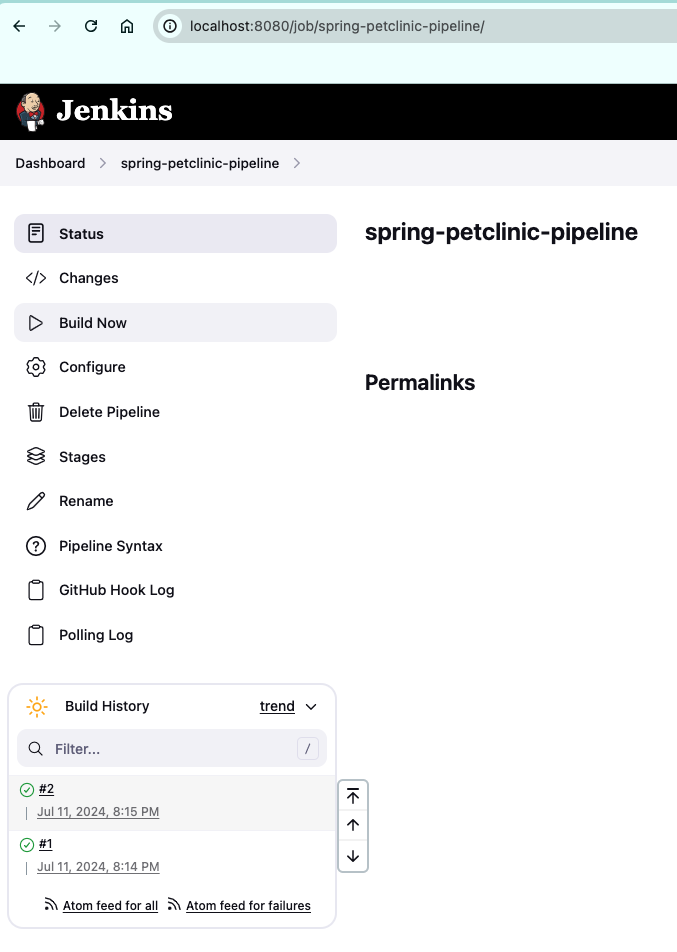 localhost:8080/job/spring-petclinic-pipeline/
Jenkins
Dashboard spring-petclinic-pipeline
Status
Changes
Build Now
Configure
Delete Pipeline
Stages
Rename
Pipeline Syntax
GitHub Hook Log
Polling Log
spring-petclinic-pipeline
Permalinks
Build History trend
Filter... /
#2
Jul 11, 2024, 8:15 PM
#1
Jul 11, 2024, 8:14 PM
Atom feed for all Atom feed for failures